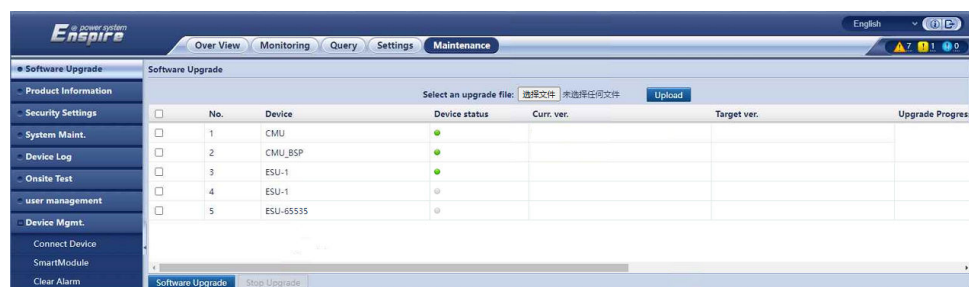 e power system
Enspire
English
Over View Monitoring Query Settings Maintenance
7 1 0
Software Upgrade
Product Information
Security Settings
System Maint.
Device Log
Onsite Test
user management
Device Mgmt.
Connect Device
SmartModule
Clear Alarm
Software Upgrade
Select an upgrade file: 选择文件 未选择任何文件 Upload
No. Device Device status Curr. ver. Target ver. Upgrade Progres
1 CMU
2 CMU_BSP
3 ESU-1
4 ESU-1
5 ESU-65535
Software Upgrade Stop Upgrade